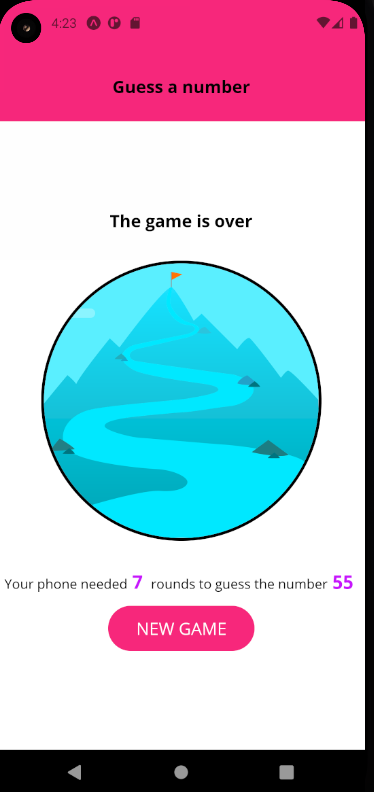 4:23
Guess a number
The game is over
Your phone needed 7 rounds to guess the number 55
NEW GAME